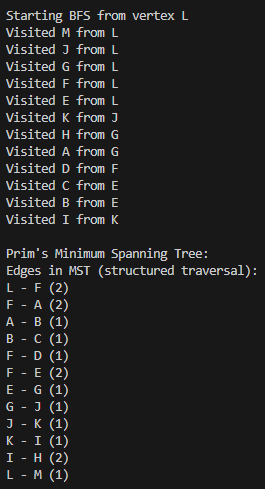 Starting BFS from vertex L
Visited M from L
Visited J from L
Visited G from L
Visited F from L
Visited E from L
Visited K from J
Visited H from G
Visited A from G
Visited D from F
Visited C from E
Visited B from E
Visited I from K

Prim's Minimum Spanning Tree:
Edges in MST (structured traversal):
L - F (2)
F - A (2)
A - B (1)
B - C (1)
F - D (1)
F - E (2)
E - G (1)
G - J (1)
J - K (1)
K - I (1)
I - H (2)
L - M (1)